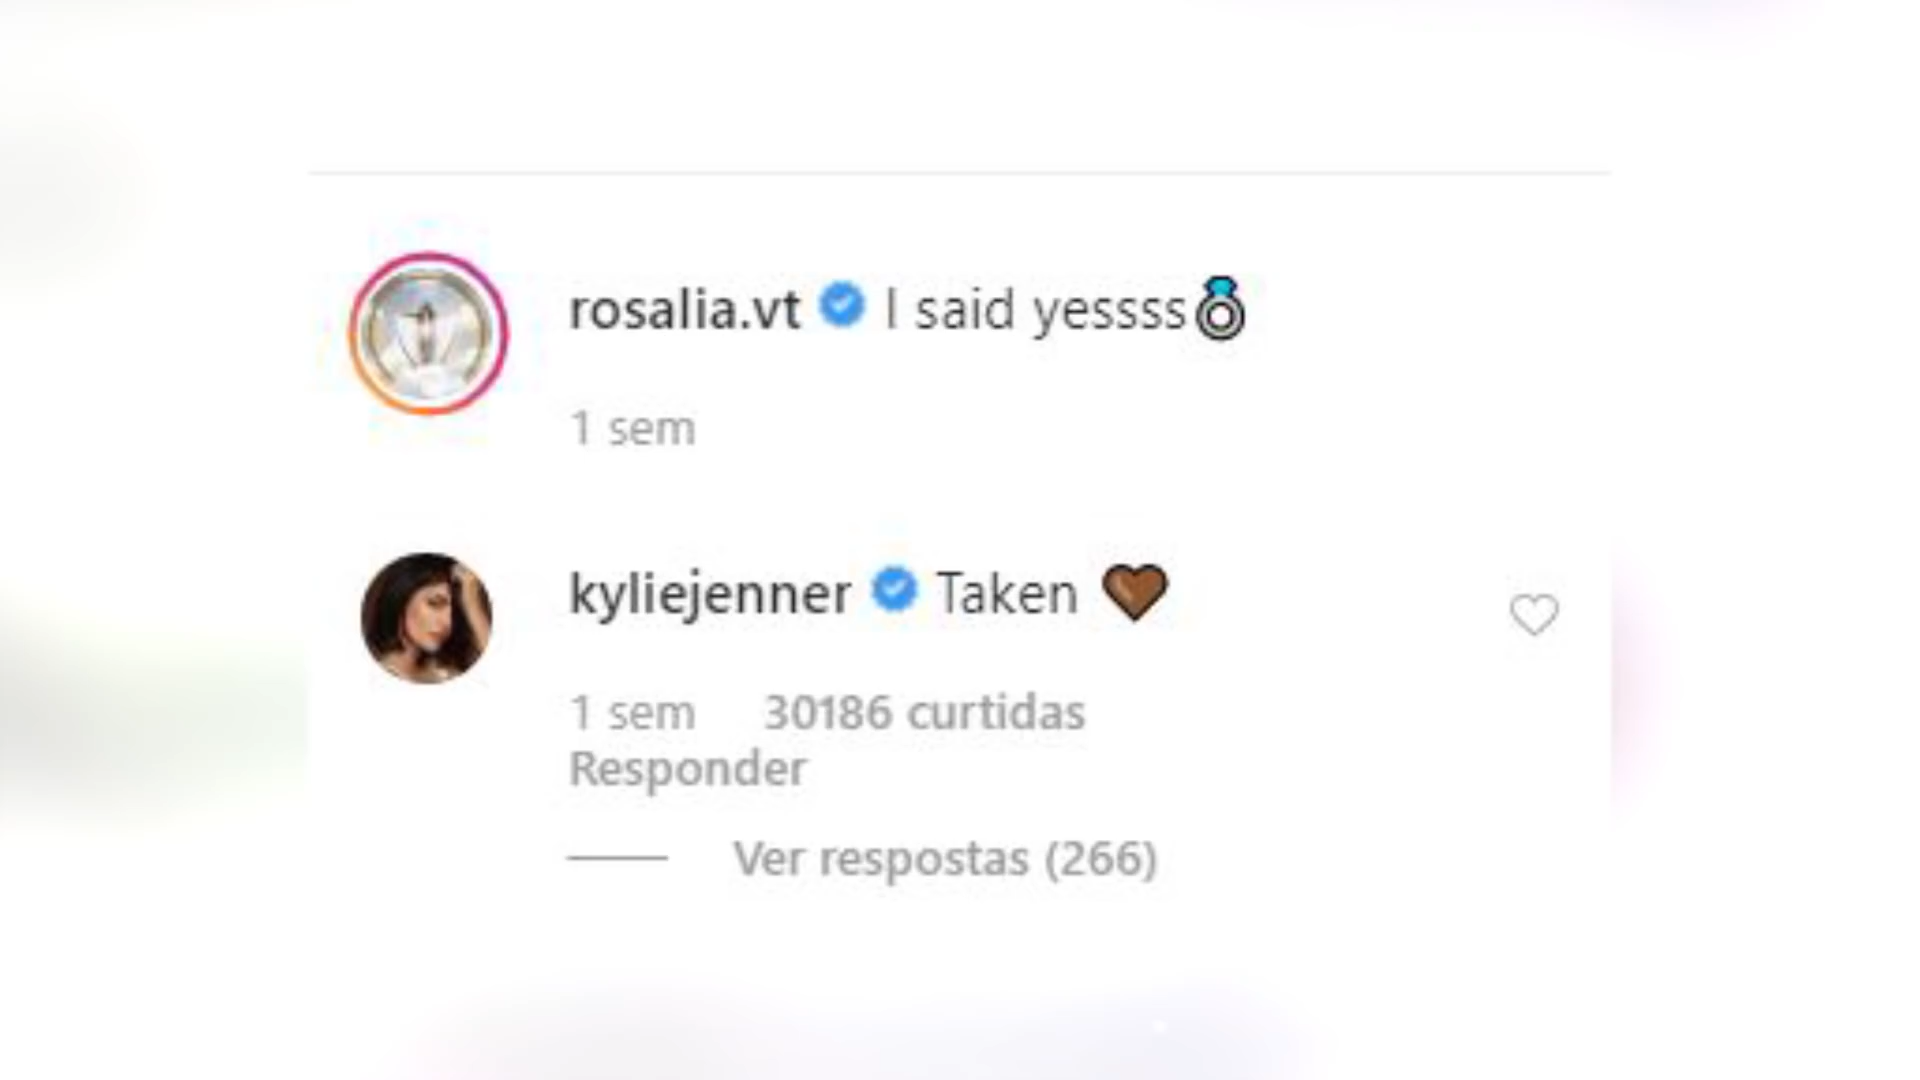 rosalia.vt I said yessss💍
1 sem
kyliejenner Taken 🤎
1 sem 30186 curtidas
Responder
Ver respostas (266)